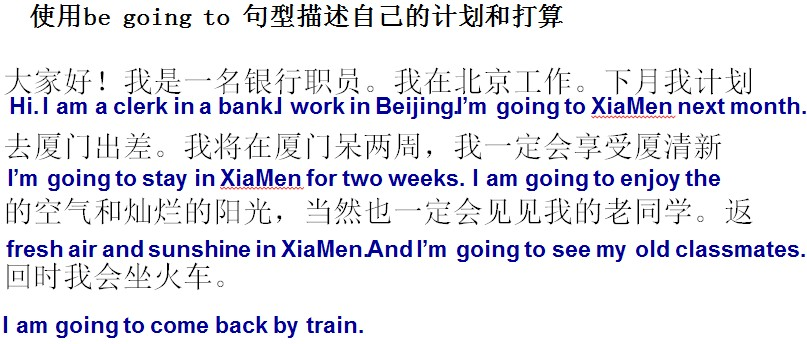 使用be going to 句型描述自己的计划和打算
大家好！我是一名银行职员。我在北京工作。下月我计划
Hi. I am a clerk in a bank.I work in Beijing.I'm going to XiaMen next month.
去厦门出差。我将在厦门呆两周，我一定会享受厦清新
I'm going to stay in XiaMen for two weeks. I am going to enjoy the
的空气和灿烂的阳光，当然也一定会见见我的老同学。返
fresh air and sunshine in XiaMen.And I'm going to see my old classmates.
回时我会坐火车。
I am going to come back by train.